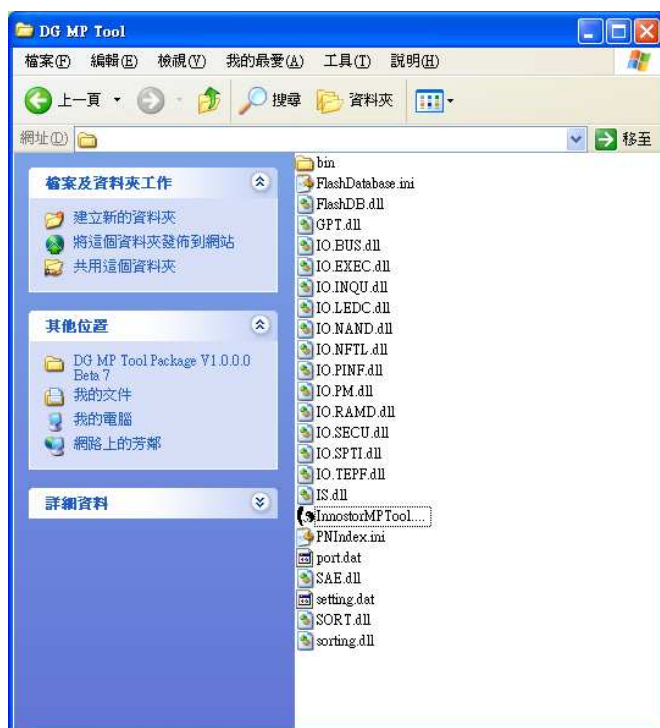 DG MP Tool
檔案(F) 編輯(E) 檢視(V) 我的最愛(A) 工具(T) 說明(H)
上一頁 搜尋 資料夾
網址(D) 移至
檔案及資料夾工作
建立新的資料夾
將這個資料夾發佈到網站
共用這個資料夾
其他位置
DG MP Tool Package V1.0.0.0
Beta 7
我的文件
我的電腦
網路上的芳鄰
詳細資料
bin
FlashDatabase.ini
FlashDB.dll
GPT.dll
IO.BUS.dll
IO.EXEC.dll
IO.INQU.dll
IO.LEDC.dll
IO.NAND.dll
IO.NFTL.dll
IO.PINF.dll
IO.PM.dll
IO.RAMD.dll
IO.SECU.dll
IO.SPTI.dll
IO.TEPF.dll
IS.dll
InnostorMPTool....
PNIndex.ini
port.dat
SAE.dll
setting.dat
SORT.dll
sorting.dll